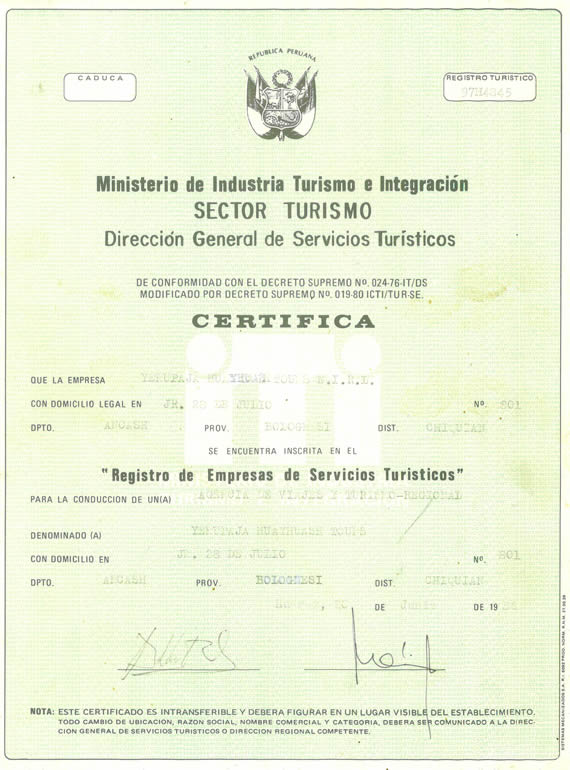 REPUBLICA PERUANA
CADUCA
REGISTRO TURISTICO
97H4845
Ministerio de Industria Turismo e Integración
SECTOR TURISMO
Dirección General de Servicios Turísticos
DE CONFORMIDAD CON EL DECRETO SUPREMO Nº. 024-76-IT/DS
MODIFICADO POR DECRETO SUPREMO Nº. 019-80 ICTI/TUR-SE.
CERTIFICA
QUE LA EMPRESA YERUPAJA HUAYHUASH TOURS E.I.R.L.
CON DOMICILIO LEGAL EN JR. 28 DE JULIO Nº. 801
DPTO. ANCASH PROV. BOLOGNESI DIST. CHIQUIAN
SE ENCUENTRA INSCRITA EN EL
"Registro de Empresas de Servicios Turisticos"
PARA LA CONDUCCION DE UN(A) AGENCIA DE VIAJES Y TURISMO-REGIONAL
DENOMINADO (A) YERUPAJA HUAYHUASH TOURS
CON DOMICILIO EN JR. 28 DE JULIO Nº. 801
DPTO. ANCASH PROV. BOLOGNESI DIST. CHIQUIAN
DE Junio DE 19
NOTA: ESTE CERTIFICADO ES INTRANSFERIBLE Y DEBERA FIGURAR EN UN LUGAR VISIBLE DEL ESTABLECIMIENTO.
TODO CAMBIO DE UBICACION, RAZON SOCIAL, NOMBRE COMERCIAL Y CATEGORIA, DEBERA SER COMUNICADO A LA DIREC-
CION GENERAL DE SERVICIOS TURISTICOS O DIRECCION REGIONAL COMPETENTE.